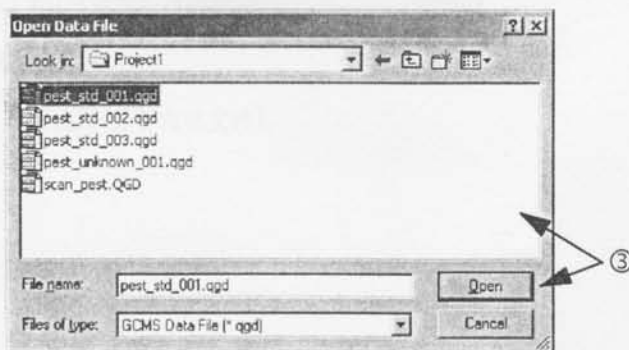 Open Data File ? ×
Look in: Project1
pest_std_001.qgd
pest_std_002.qgd
pest_std_003.qgd
pest_unknown_001.qgd
scan_pest.QGD
③
File name: pest_std_001.qgd Open
Files of type: GCMS Data File (*.qgd) Cancel